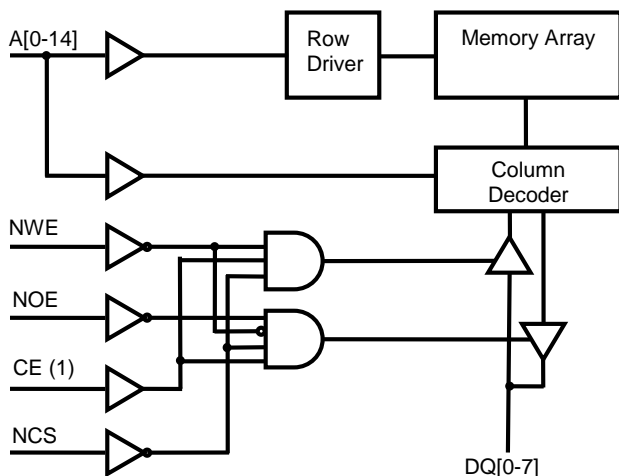 A[0-14]
Row
Driver
Memory Array
Column
Decoder
NWE
NOE
CE (1)
NCS
DQ[0-7]